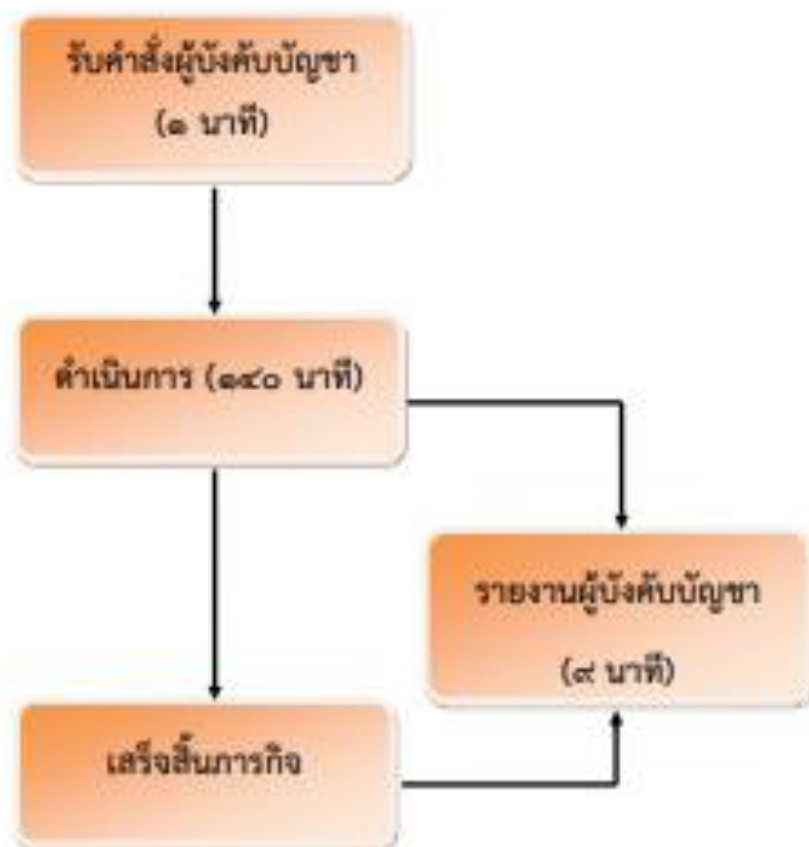 รับคำสั่งผู้บังคับบัญชา
(๑ นาที)
ดำเนินการ (๑๔๐ นาที)
รายงานผู้บังคับบัญชา
(๙ นาที)
เสร็จสิ้นภารกิจ